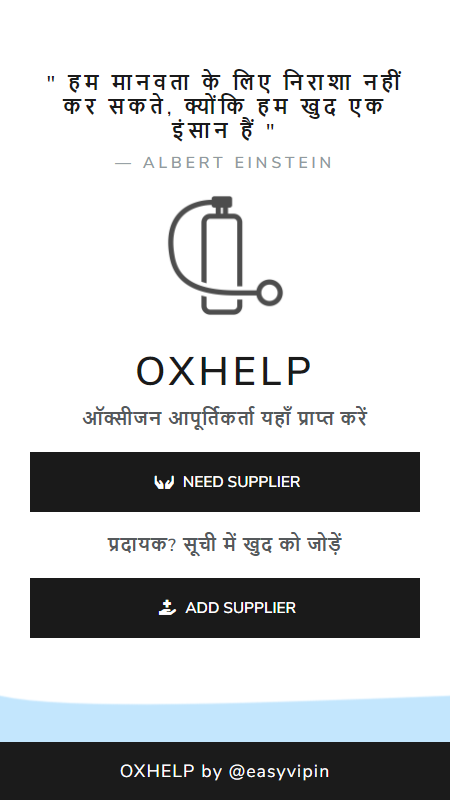 " हम मानवता के लिए निराशा नहीं
कर सकते, क्योंकि हम खुद एक
इंसान हैं "
— ALBERT EINSTEIN
OXHELP
ऑक्सीजन आपूर्तिकर्ता यहाँ प्राप्त करें
NEED SUPPLIER
प्रदायक? सूची में खुद को जोड़ें
ADD SUPPLIER
OXHELP by @easyvipin